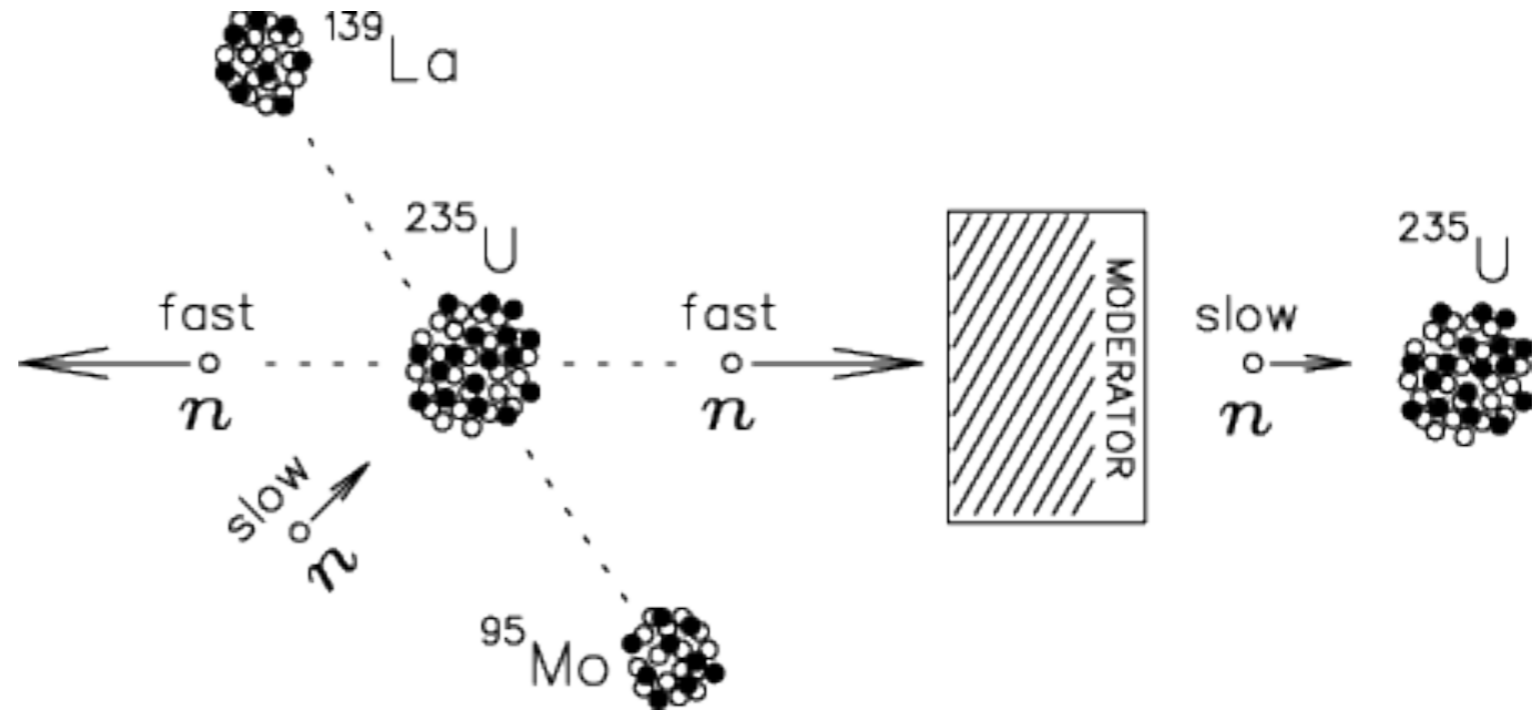 ¹³⁹La
²³⁵U
²³⁵U
fast
fast
slow
MODERATOR
n
n
n
slow
n
⁹⁵Mo